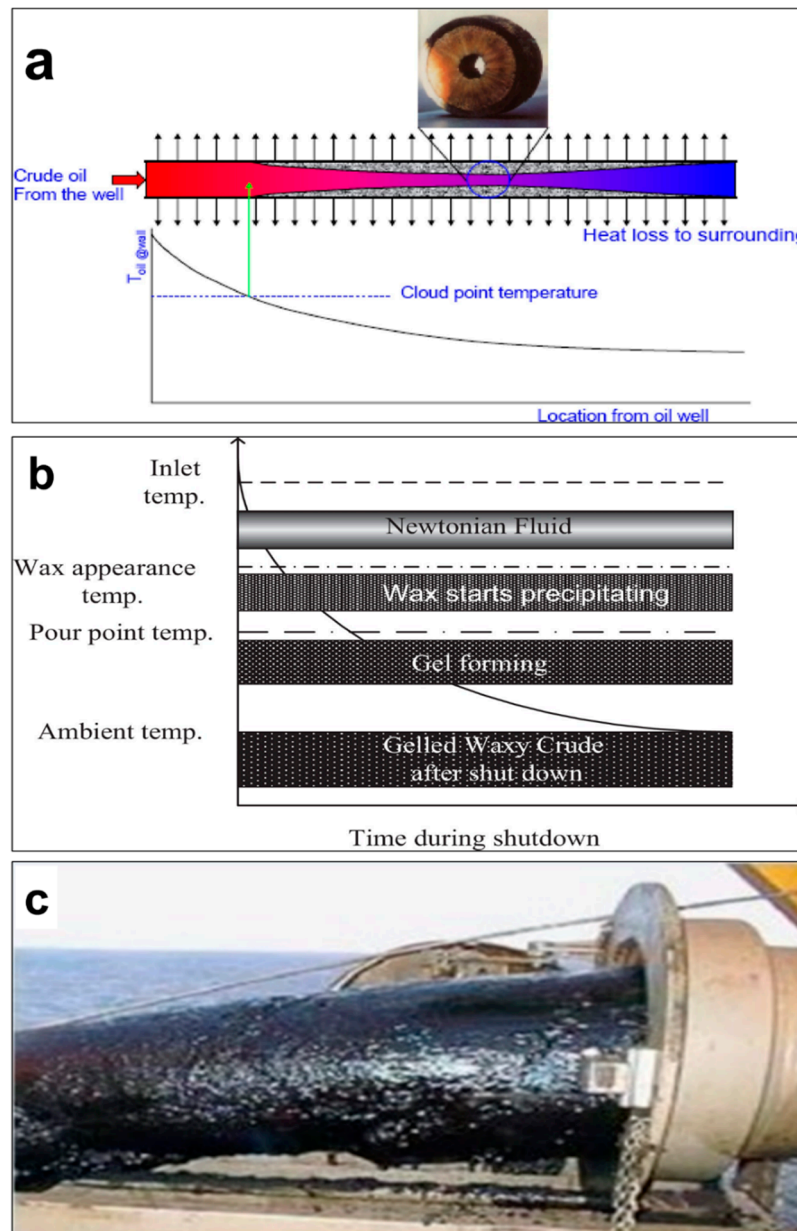 a
Crude oil
From the well
Heat loss to surrounding
T oil @wall
Cloud point temperature
Location from oil well
b
Inlet
temp.
Newtonian Fluid
Wax appearance
temp.
Wax starts precipitating
Pour point temp.
Gel forming
Ambient temp.
Gelled Waxy Crude
after shut down
Time during shutdown
c